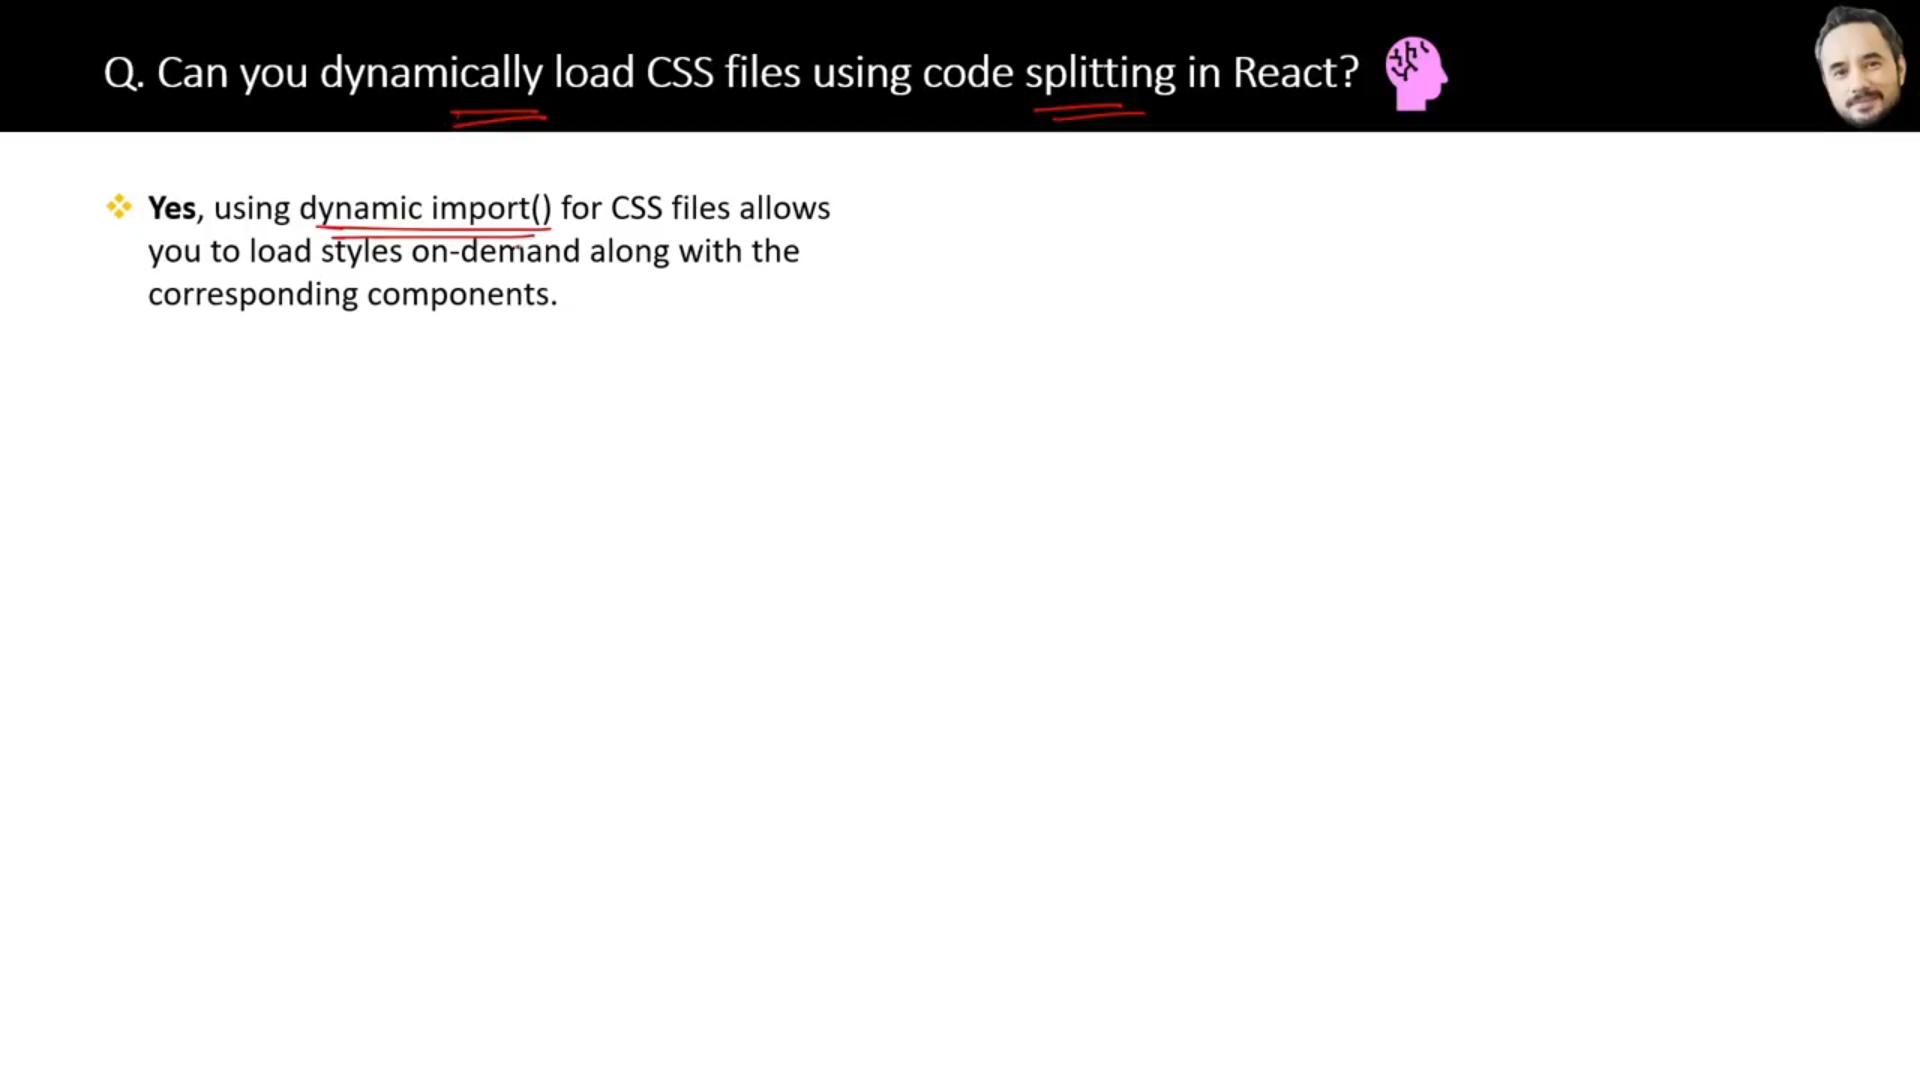 Q. Can you dynamically load CSS files using code splitting in React?
Yes, using dynamic import() for CSS files allows
you to load styles on-demand along with the
corresponding components.